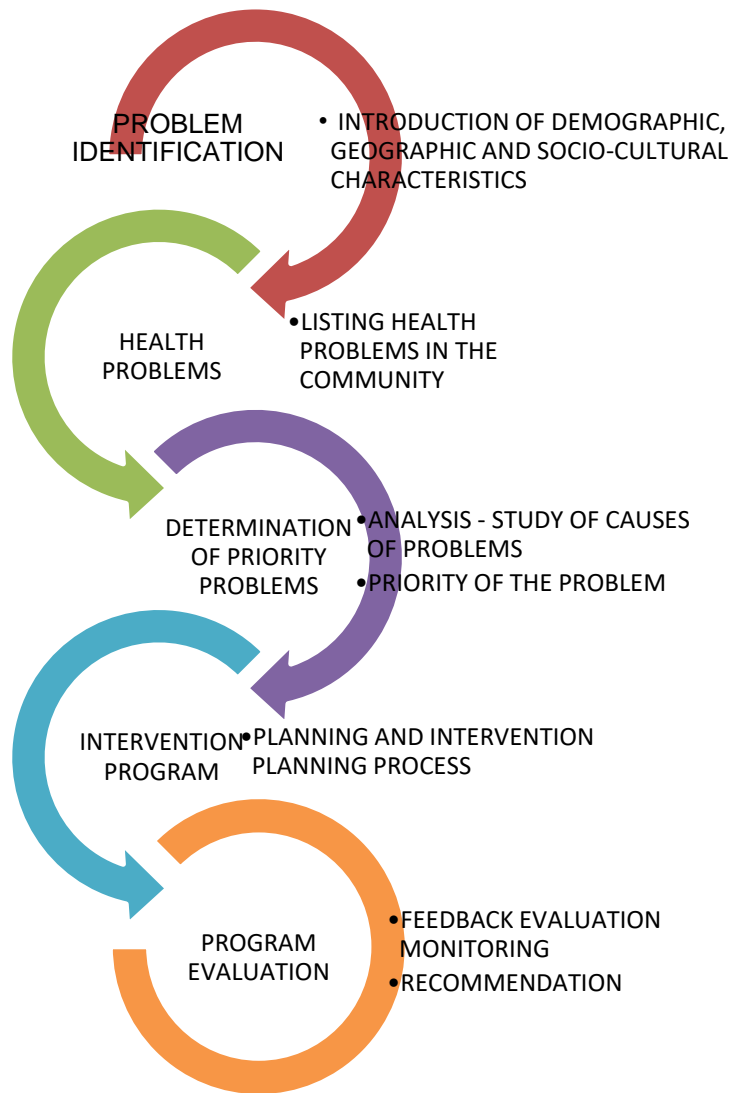 PROBLEM
IDENTIFICATION
• INTRODUCTION OF DEMOGRAPHIC,
GEOGRAPHIC AND SOCIO-CULTURAL
CHARACTERISTICS
HEALTH
PROBLEMS
•LISTING HEALTH
PROBLEMS IN THE
COMMUNITY
DETERMINATION
OF PRIORITY
PROBLEMS
•ANALYSIS - STUDY OF CAUSES
OF PROBLEMS
•PRIORITY OF THE PROBLEM
INTERVENTION
PROGRAM
•PLANNING AND INTERVENTION
PLANNING PROCESS
PROGRAM
EVALUATION
•FEEDBACK EVALUATION
MONITORING
•RECOMMENDATION